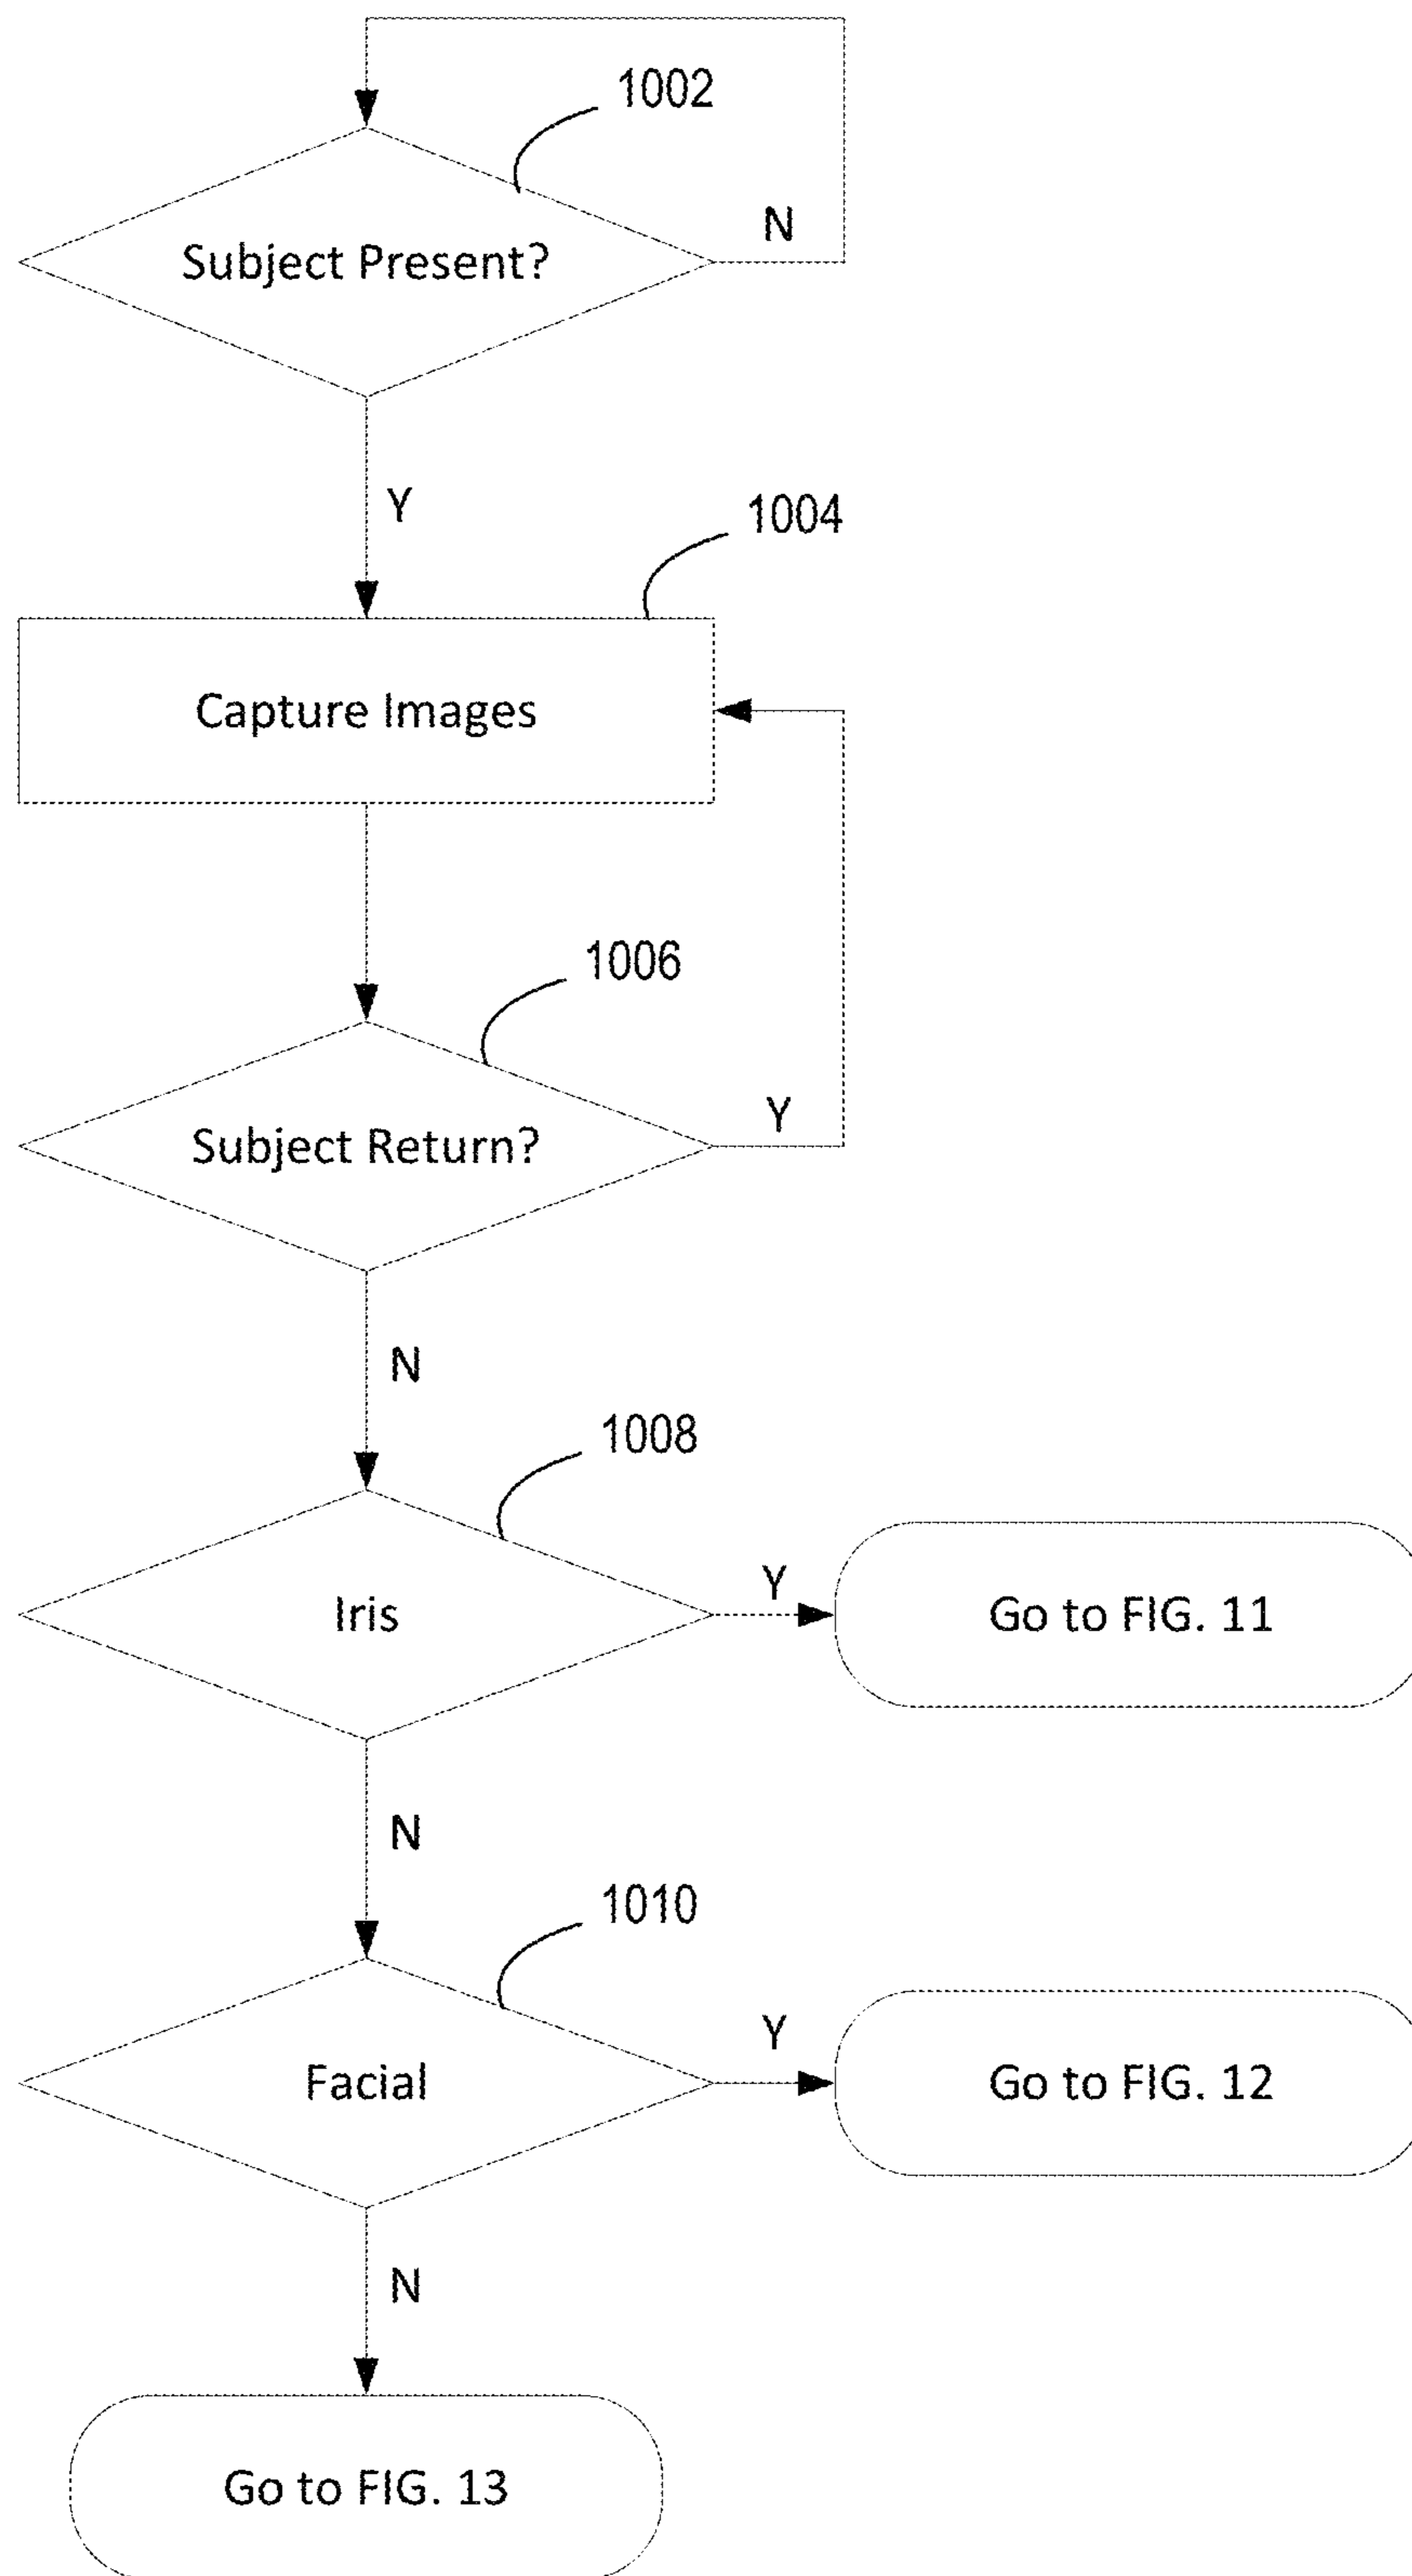 1002
Subject Present?
N
Y
1004
Capture Images
1006
Subject Return?
Y
N
1008
Iris
Y
Go to FIG. 11
N
1010
Facial
Y
Go to FIG. 12
N
Go to FIG. 13